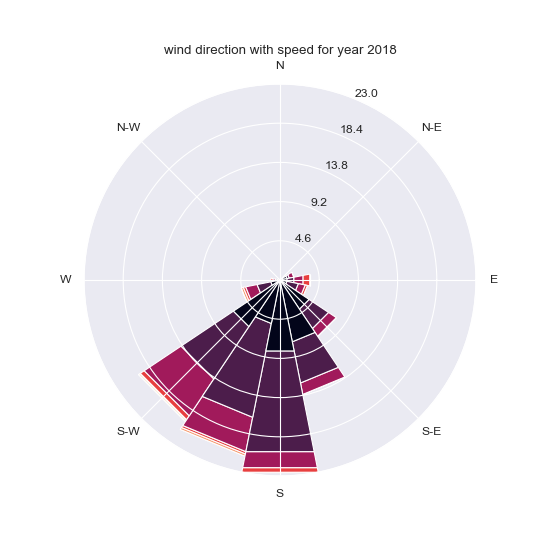 wind direction with speed for year 2018
N
23.0
N-W
N-E
18.4
13.8
9.2
4.6
W
E
S-W
S-E
S